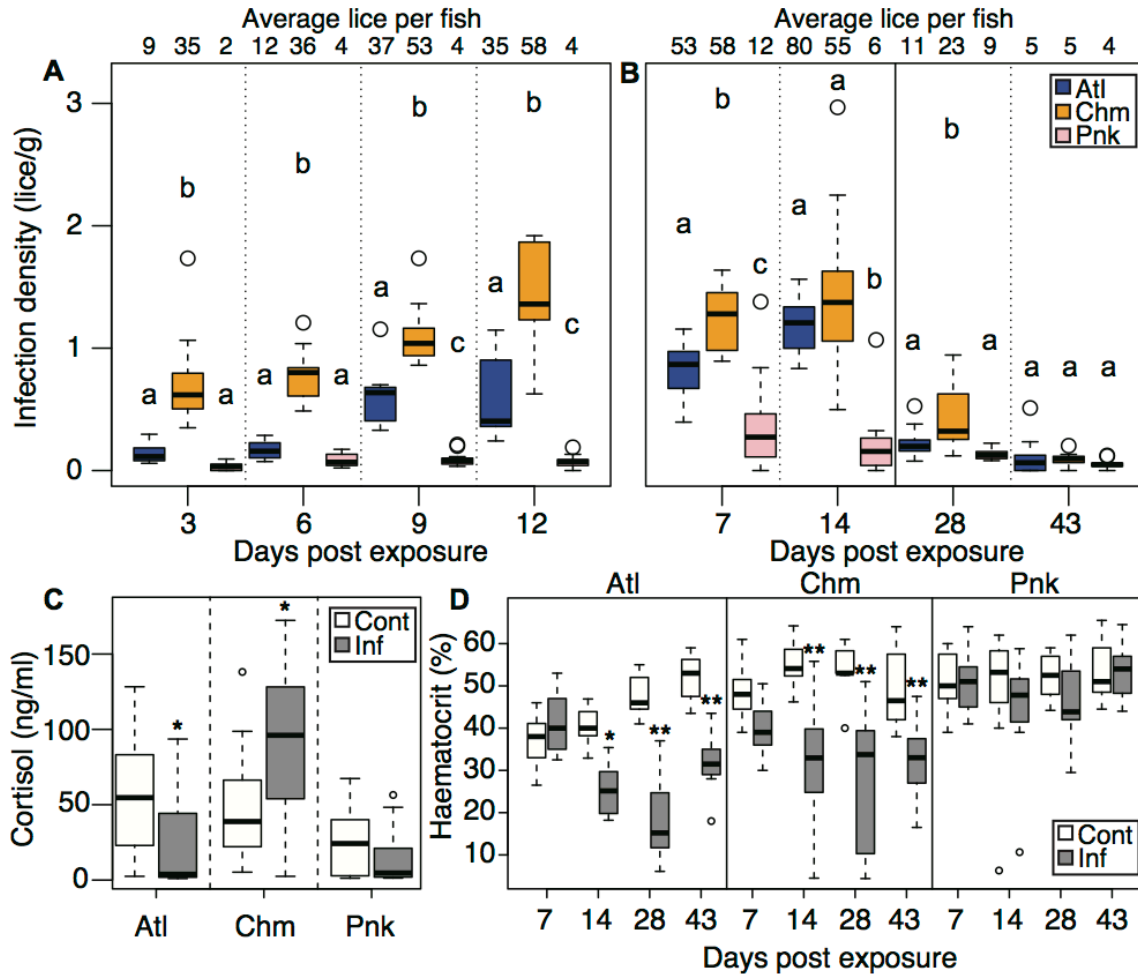 Average lice per fish
9 35 2 12 36 4 37 53 4 35 58 4
A
3
2
1
0
Infection density (lice/g)
a b a a b a a b c a b c
3 6 9 12
Days post exposure
Average lice per fish
53 58 12 80 55 6 11 23 9 5 5 4
B
Atl
Chm
Pnk
a b c a a b a b a a a a
7 14 28 43
Days post exposure
C
Cont
Inf
150
100
50
0
Cortisol (ng/ml)
* *
Atl Chm Pnk
D
Atl Chm Pnk
60
50
40
30
20
10
Haematocrit (%)
* ** ** ** ** **
Cont
Inf
7 14 28 43 7 14 28 43 7 14 28 43
Days post exposure